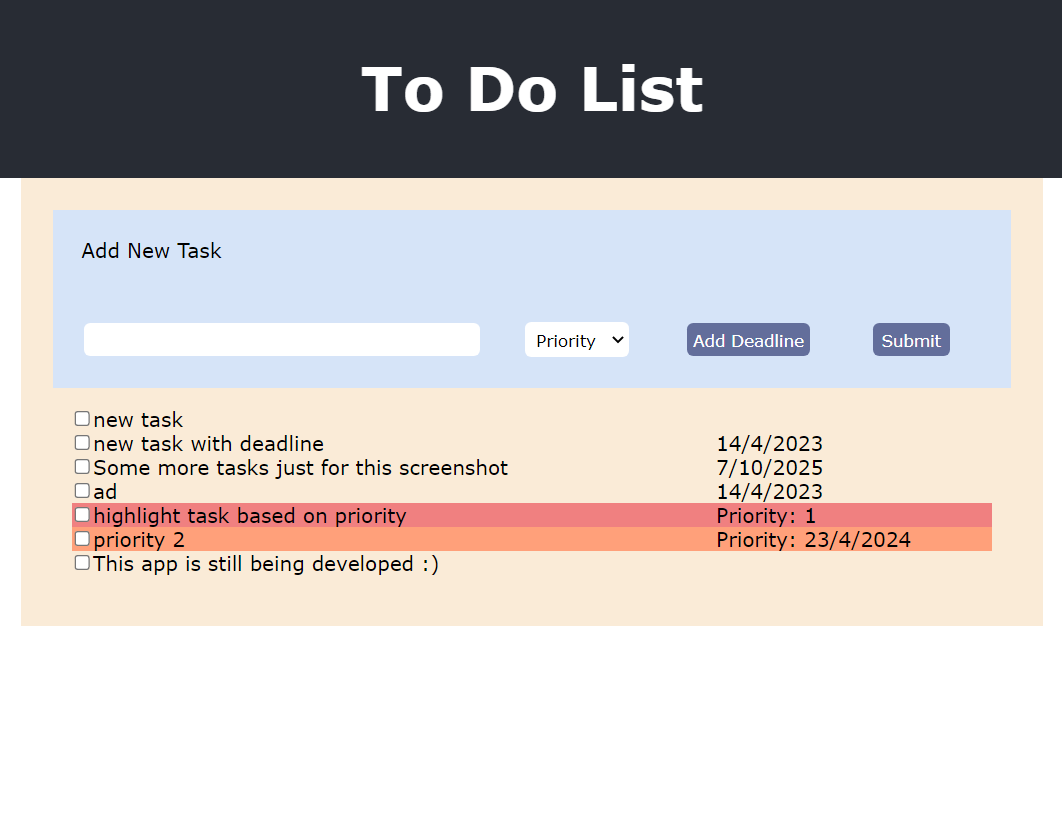 To Do List
Add New Task
Priority Add Deadline Submit
new task
new task with deadline 14/4/2023
Some more tasks just for this screenshot 7/10/2025
ad 14/4/2023
highlight task based on priority Priority: 1
priority 2 Priority: 23/4/2024
This app is still being developed :)